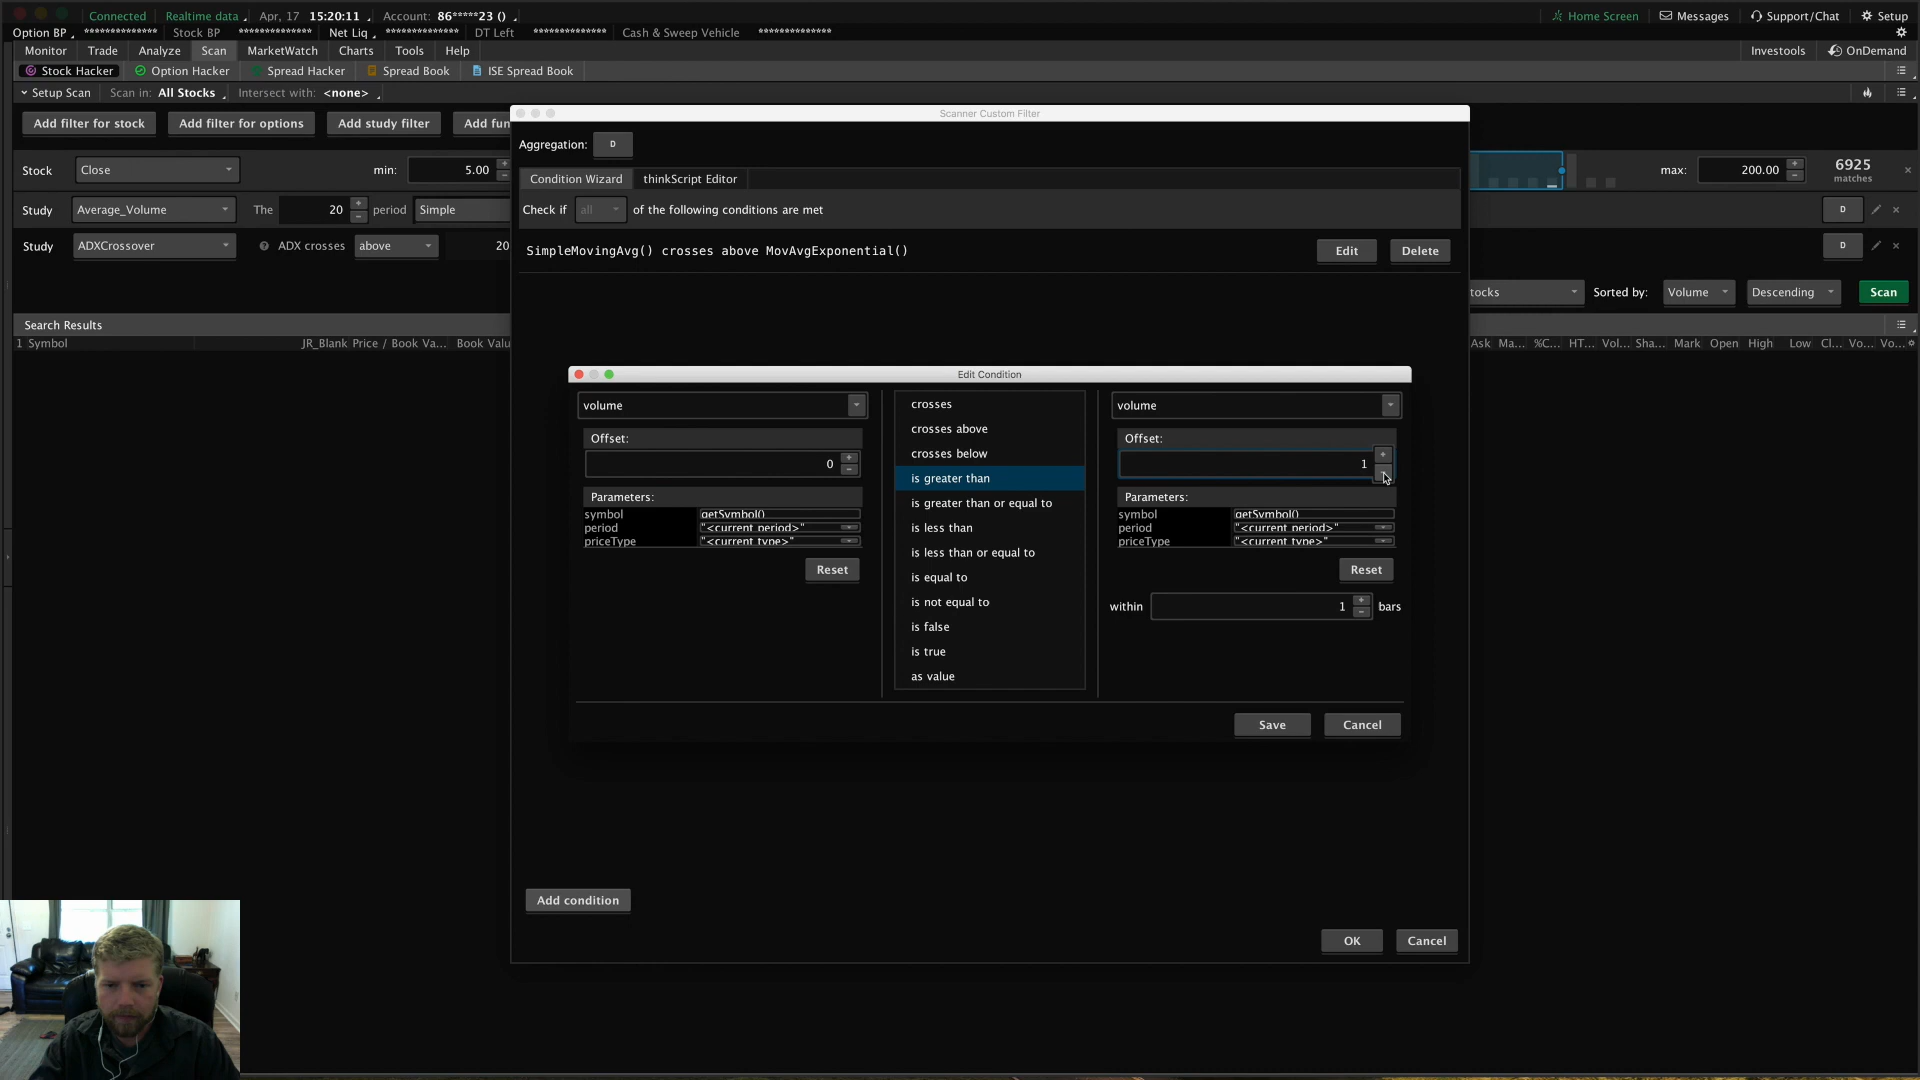 Connected Realtime data Apr, 17 15:20:11 Account: 86*****23 () Home Screen Messages Support/Chat Setup
Option BP ************** Stock BP ************** Net Liq ************** DT Left ************** Cash & Sweep Vehicle **************
Monitor Trade Analyze Scan MarketWatch Charts Tools Help Investools OnDemand
Stock Hacker Option Hacker Spread Hacker Spread Book ISE Spread Book
Setup Scan Scan in: All Stocks Intersect with: <none>
Scanner Custom Filter
Add filter for stock Add filter for options Add study filter Add fun
Aggregation: D
Stock Close min: 5.00 max: 200.00 6925
matches
Condition Wizard thinkScript Editor
Study Average_Volume The 20 period Simple D
Check if all of the following conditions are met
Study ADXCrossover ADX crosses above 20 D
SimpleMovingAvg() crosses above MovAvgExponential() Edit Delete
tocks Sorted by: Volume Descending Scan
Search Results
1 Symbol JR_Blank Price / Book Va... Book Valu Ask Ma... %C... HT... Vol... Sha... Mark Open High Low Cl... Vo... Vo...
Edit Condition
volume crosses volume
crosses above
Offset: Offset:
crosses below
0 1
is greater than
Parameters: is greater than or equal to Parameters:
symbol getSymbol() symbol getSymbol()
period "<current period>" is less than period "<current period>"
priceType "<current type>" is less than or equal to priceType "<current type>"
Reset is equal to Reset
is not equal to within 1 bars
is false
is true
as value
Save Cancel
Add condition
OK Cancel